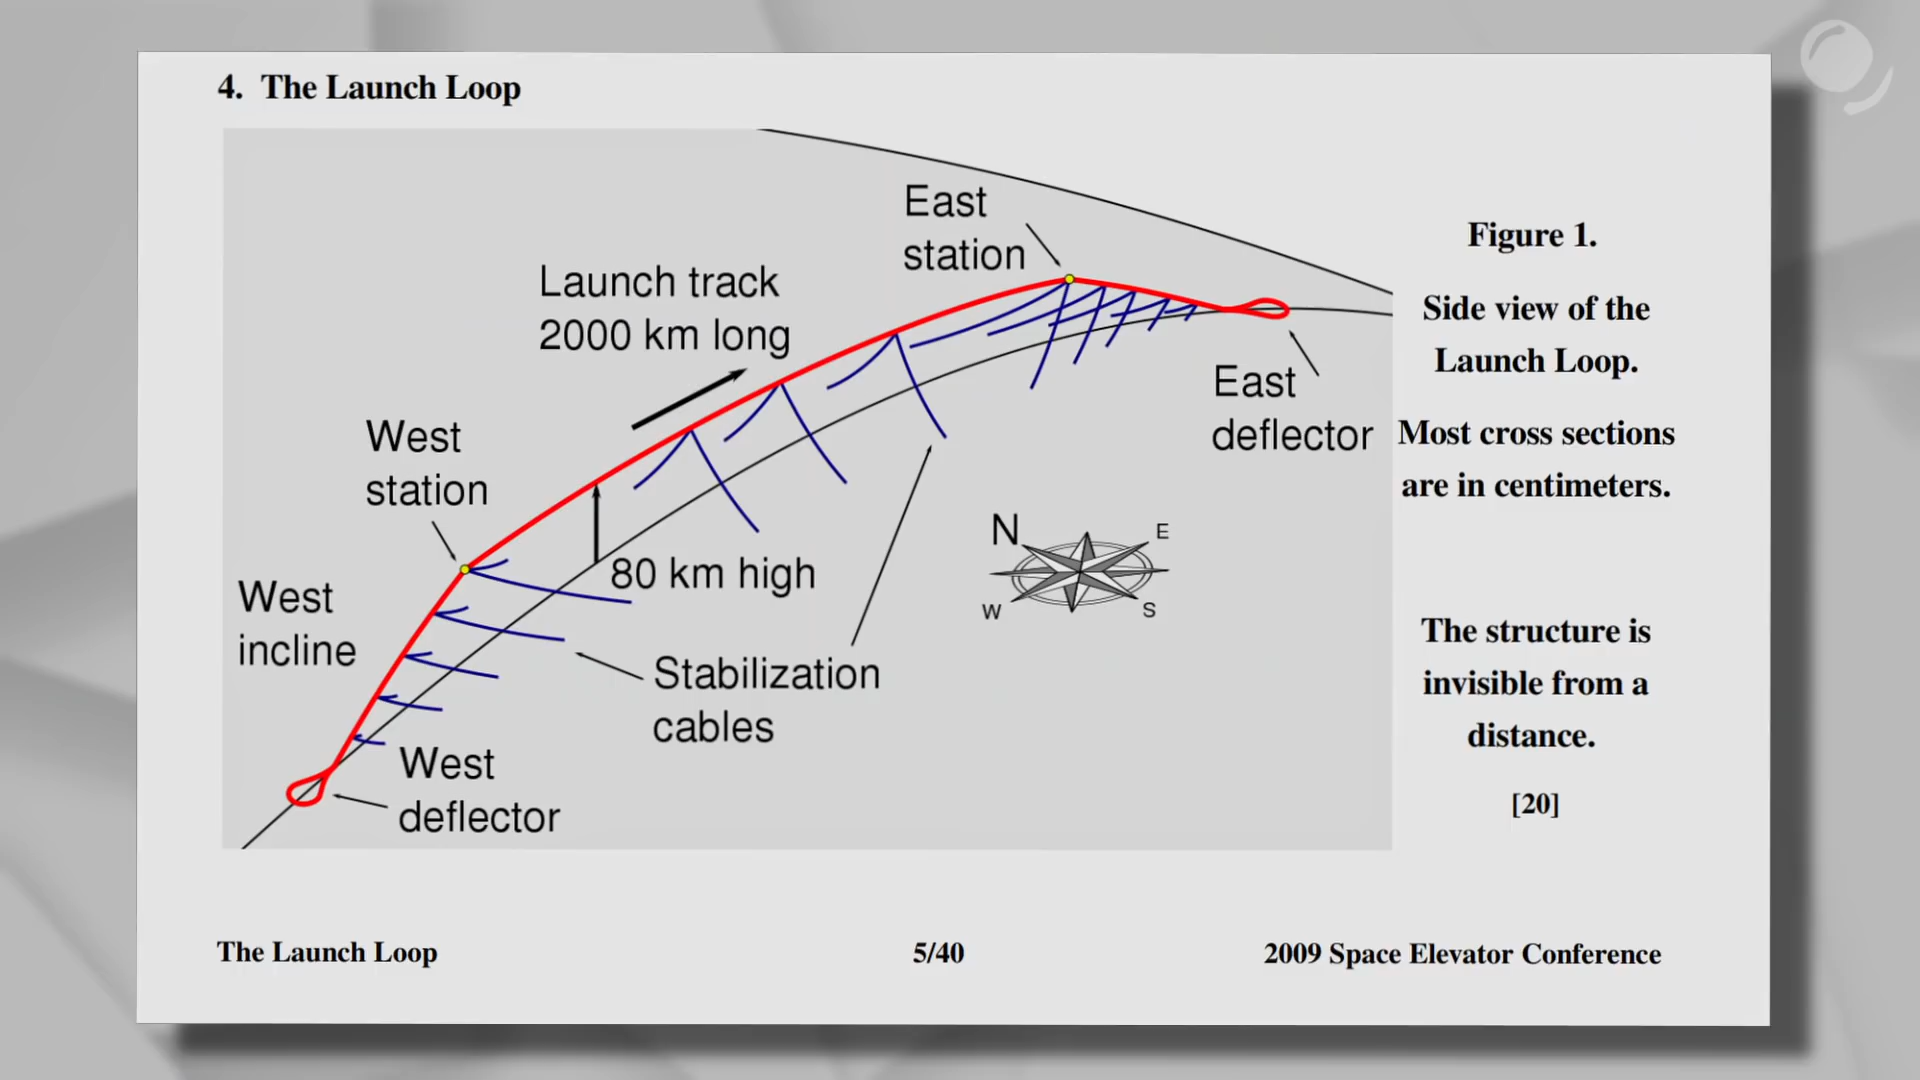 4. The Launch Loop
East
station
Launch track
2000 km long
West
station
West
incline
80 km high
Stabilization
cables
West
deflector
East
deflector
N
E
W
S
Figure 1.
Side view of the
Launch Loop.
Most cross sections
are in centimeters.
The structure is
invisible from a
distance.
[20]
The Launch Loop
5/40
2009 Space Elevator Conference